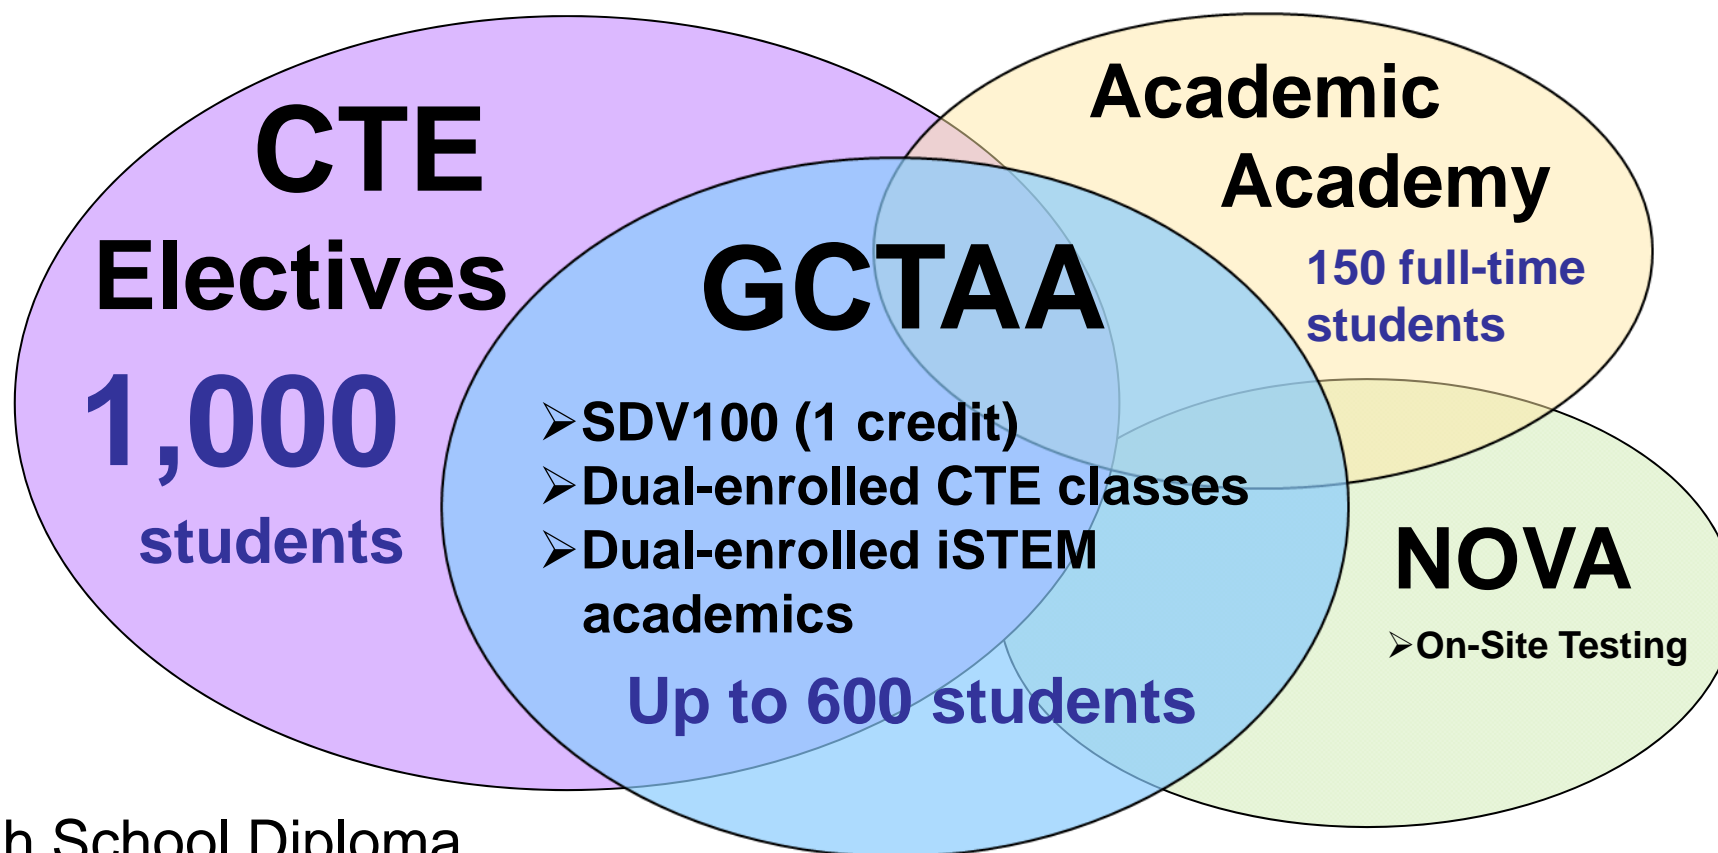 CTE
Electives
1,000
students
Academic
Academy
150 full-time
students
GCTAA
➢SDV100 (1 credit)
➢Dual-enrolled CTE classes
➢Dual-enrolled iSTEM
academics
Up to 600 students
NOVA
➢On-Site Testing
h School Diploma